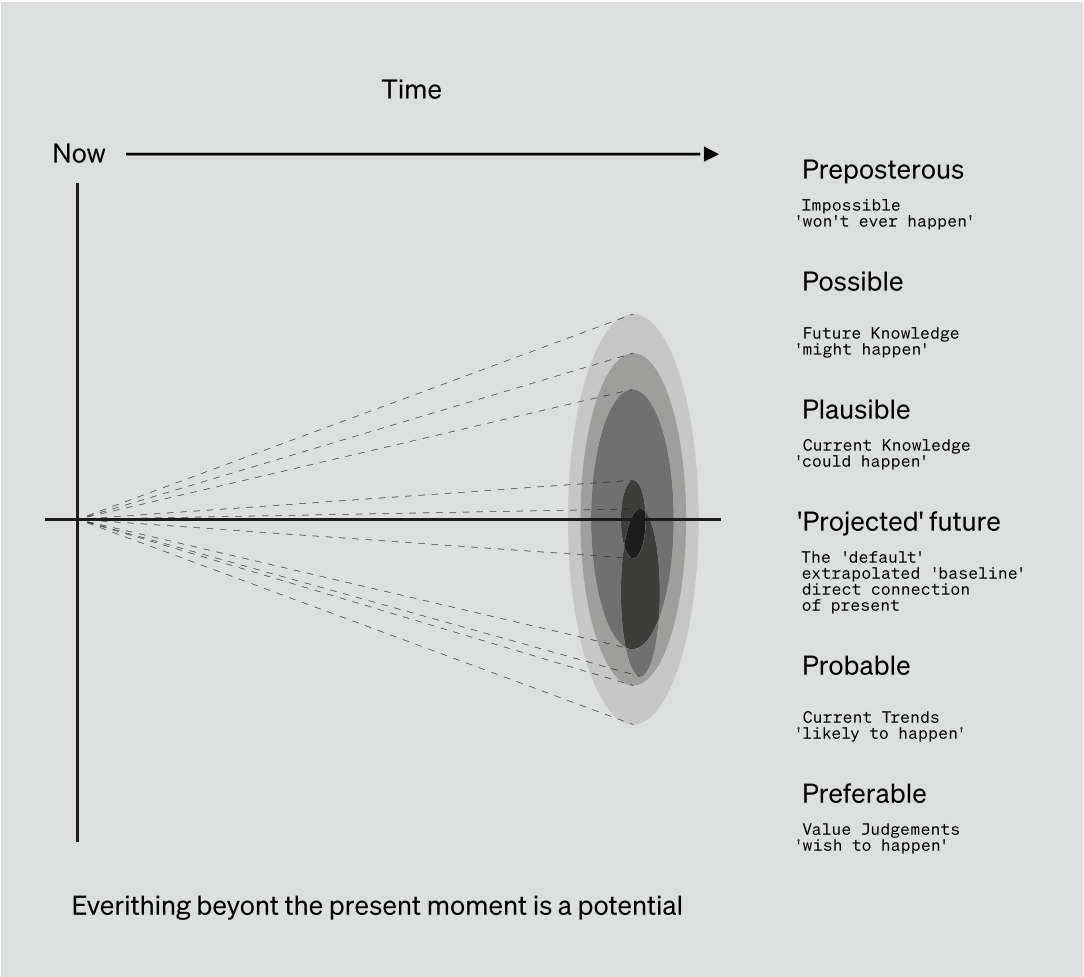 Time
Now
Preposterous
Impossible
'won't ever happen'
Possible
Future Knowledge
'might happen'
Plausible
Current Knowledge
'could happen'
'Projected' future
The 'default'
extrapolated 'baseline'
direct connection
of present
Probable
Current Trends
'likely to happen'
Preferable
Value Judgements
'wish to happen'
Everithing beyont the present moment is a potential